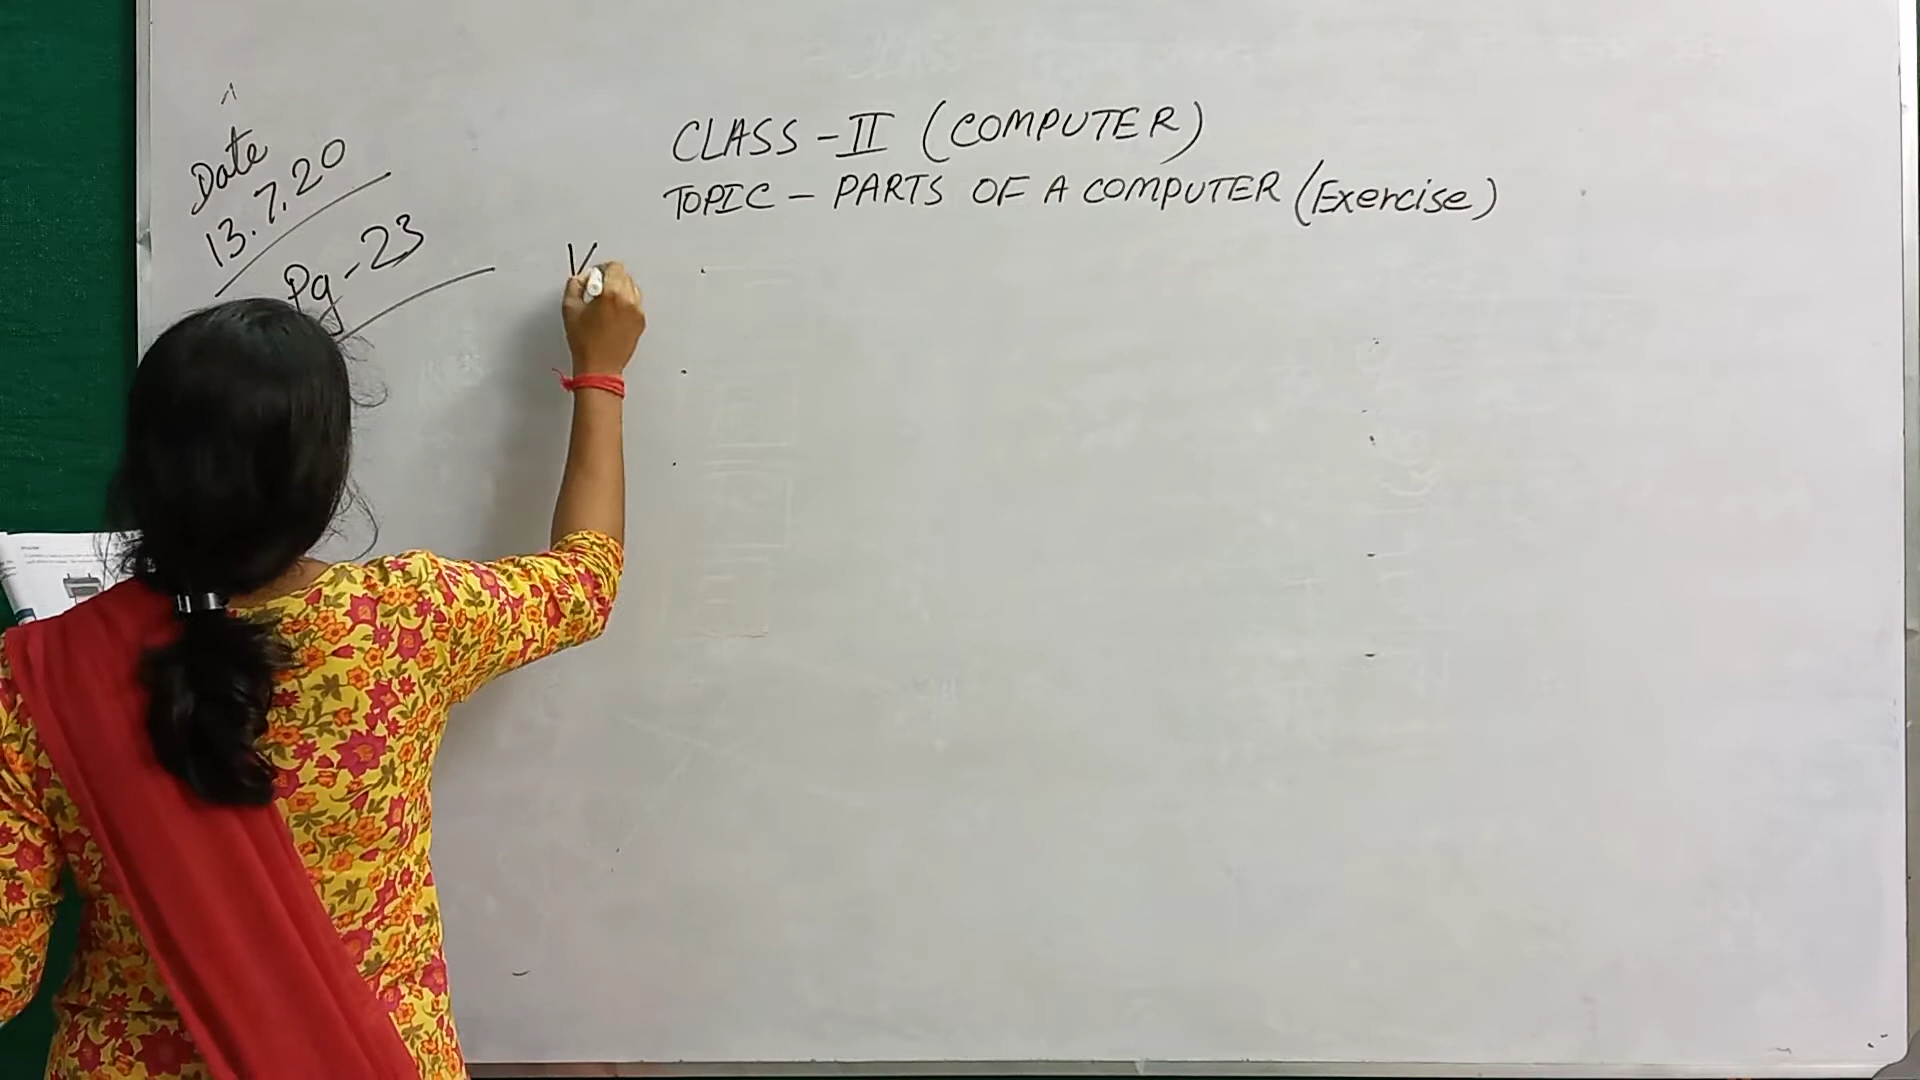 Date
13.7.20
Pg-23
CLASS-II (COMPUTER)
TOPIC - PARTS OF A COMPUTER (Exercise)
V